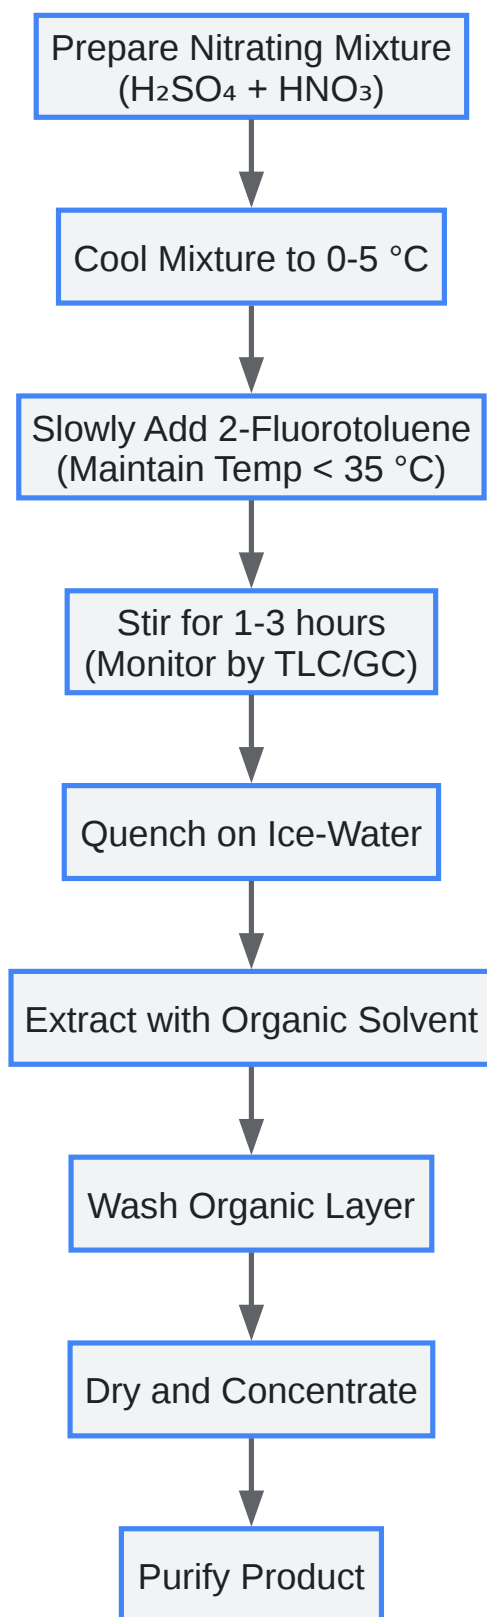 Prepare Nitrating Mixture
(H₂SO₄ + HNO₃)
Cool Mixture to 0-5 °C
Slowly Add 2-Fluorotoluene
(Maintain Temp < 35 °C)
Stir for 1-3 hours
(Monitor by TLC/GC)
Quench on Ice-Water
Extract with Organic Solvent
Wash Organic Layer
Dry and Concentrate
Purify Product